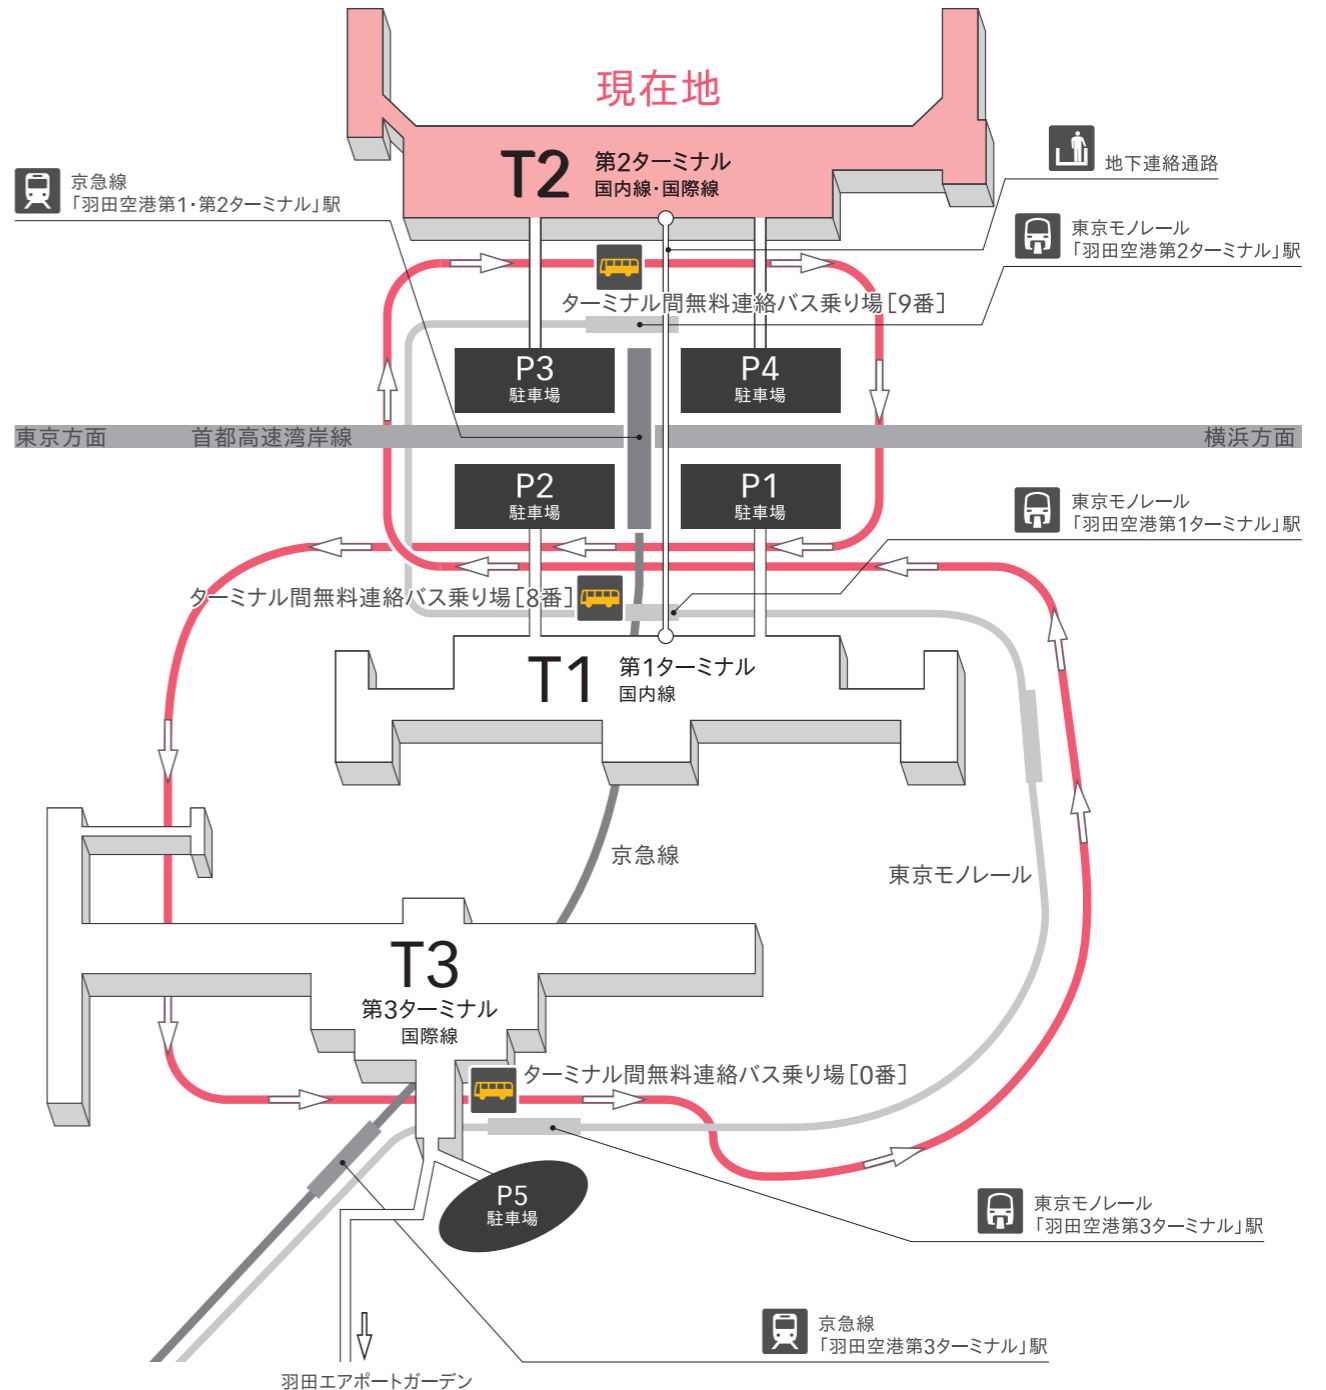 現在地
T2
第2ターミナル
国内線・国際線
地下連絡通路
京急線
「羽田空港第1・第2ターミナル」駅
東京モノレール
「羽田空港第2ターミナル」駅
ターミナル間無料連絡バス乗り場[9番]
P3
駐車場
P4
駐車場
東京方面
首都高速湾岸線
横浜方面
P2
駐車場
P1
駐車場
東京モノレール
「羽田空港第1ターミナル」駅
ターミナル間無料連絡バス乗り場[8番]
T1
第1ターミナル
国内線
京急線
東京モノレール
T3
第3ターミナル
国際線
ターミナル間無料連絡バス乗り場[0番]
P5
駐車場
東京モノレール
「羽田空港第3ターミナル」駅
京急線
「羽田空港第3ターミナル」駅
羽田エアポートガーデン